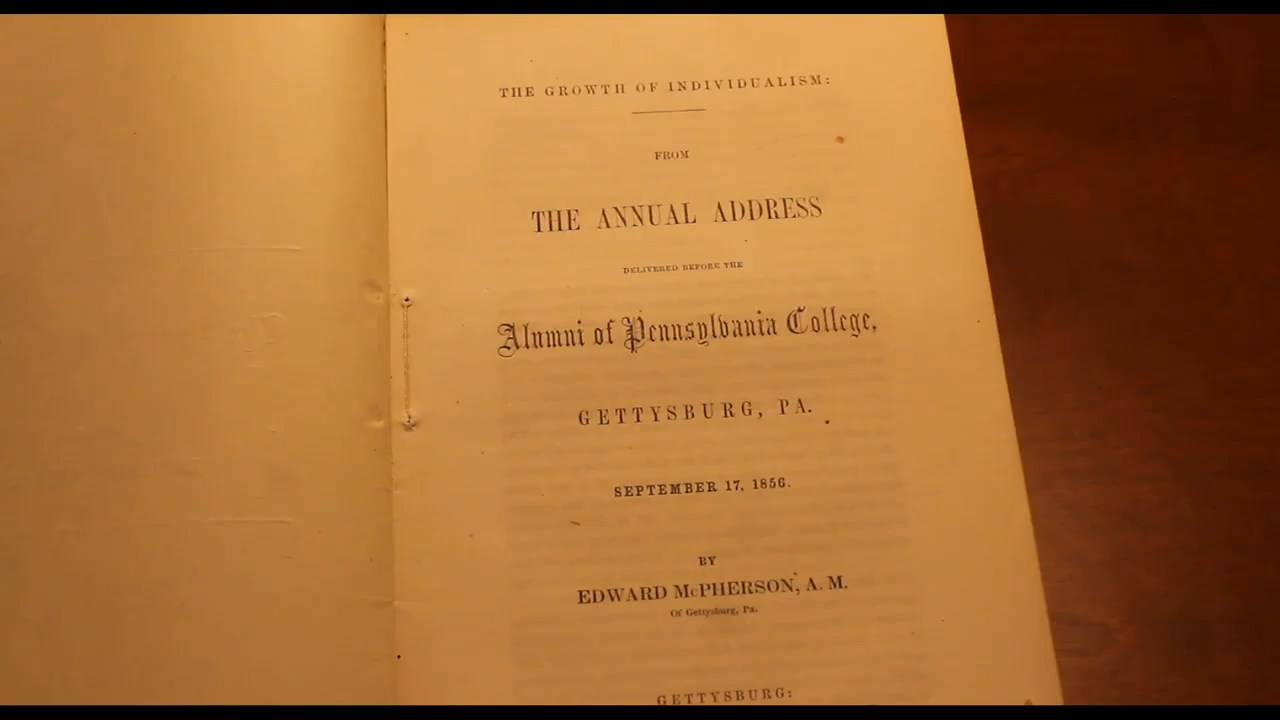 THE GROWTH OF INDIVIDUALISM:
FROM
THE ANNUAL ADDRESS
DELIVERED BEFORE THE
Alumni of Pennsylvania College,
GETTYSBURG, PA.
SEPTEMBER 17, 1856.
BY
EDWARD McPHERSON, A. M.
Of Gettysburg, Pa.
GETTYSBURG: